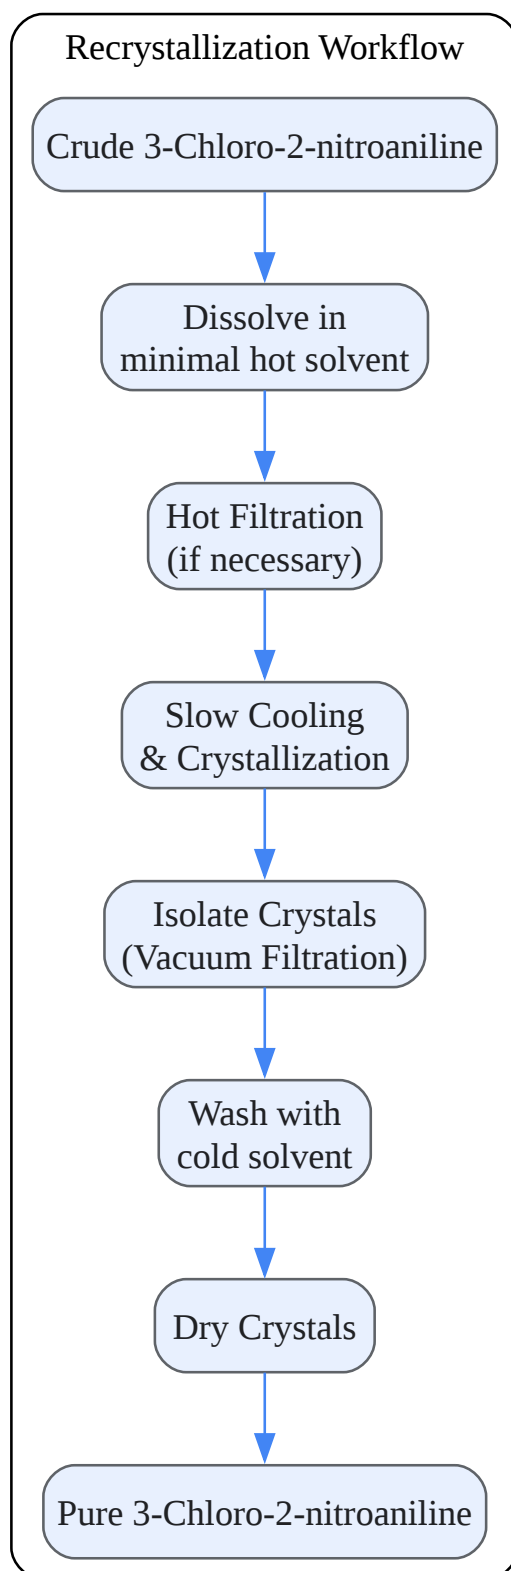 Recrystallization Workflow
Crude 3-Chloro-2-nitroaniline
Dissolve in
minimal hot solvent
Hot Filtration
(if necessary)
Slow Cooling
& Crystallization
Isolate Crystals
(Vacuum Filtration)
Wash with
cold solvent
Dry Crystals
Pure 3-Chloro-2-nitroaniline